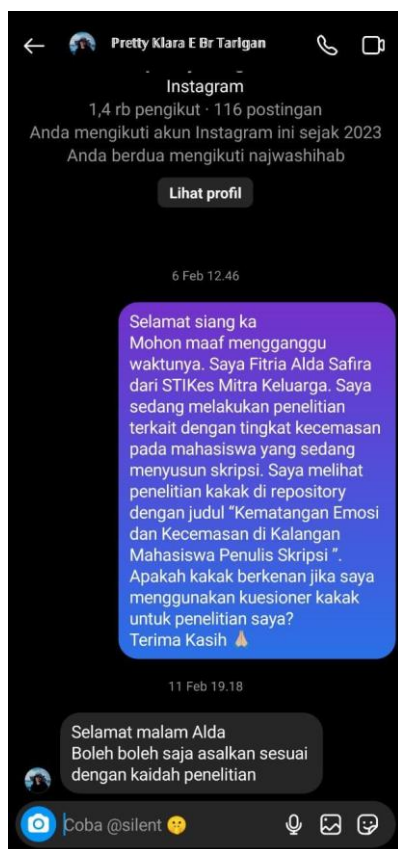 Pretty Klara E Br Tarigan
Instagram
1,4 rb pengikut · 116 postingan
Anda mengikuti akun Instagram ini sejak 2023
Anda berdua mengikuti najwashihab
Lihat profil
6 Feb 12.46
Selamat siang ka
Mohon maaf mengganggu
waktunya. Saya Fitria Alda Safira
dari STIKes Mitra Keluarga. Saya
sedang melakukan penelitian
terkait dengan tingkat kecemasan
pada mahasiswa yang sedang
menyusun skripsi. Saya melihat
penelitian kakak di repository
dengan judul “Kematangan Emosi
dan Kecemasan di Kalangan
Mahasiswa Penulis Skripsi ”.
Apakah kakak berkenan jika saya
menggunakan kuesioner kakak
untuk penelitian saya?
Terima Kasih 🙏🏼
11 Feb 19.18
Selamat malam Alda
Boleh boleh saja asalkan sesuai
dengan kaidah penelitian
Coba @silent 🤫